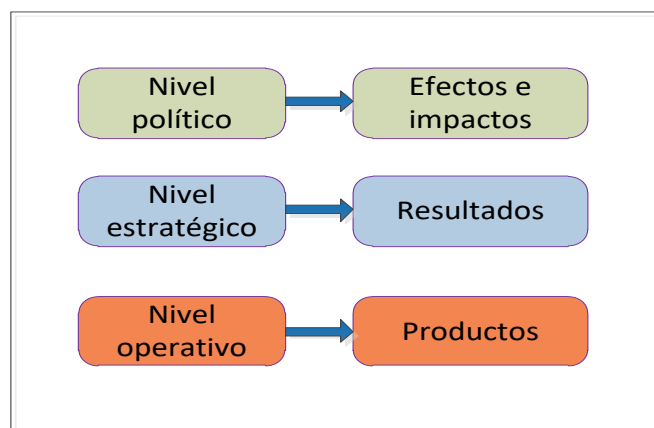 Nivel
político
Efectos e
impactos
Nivel
estratégico
Resultados
Nivel
operativo
Productos